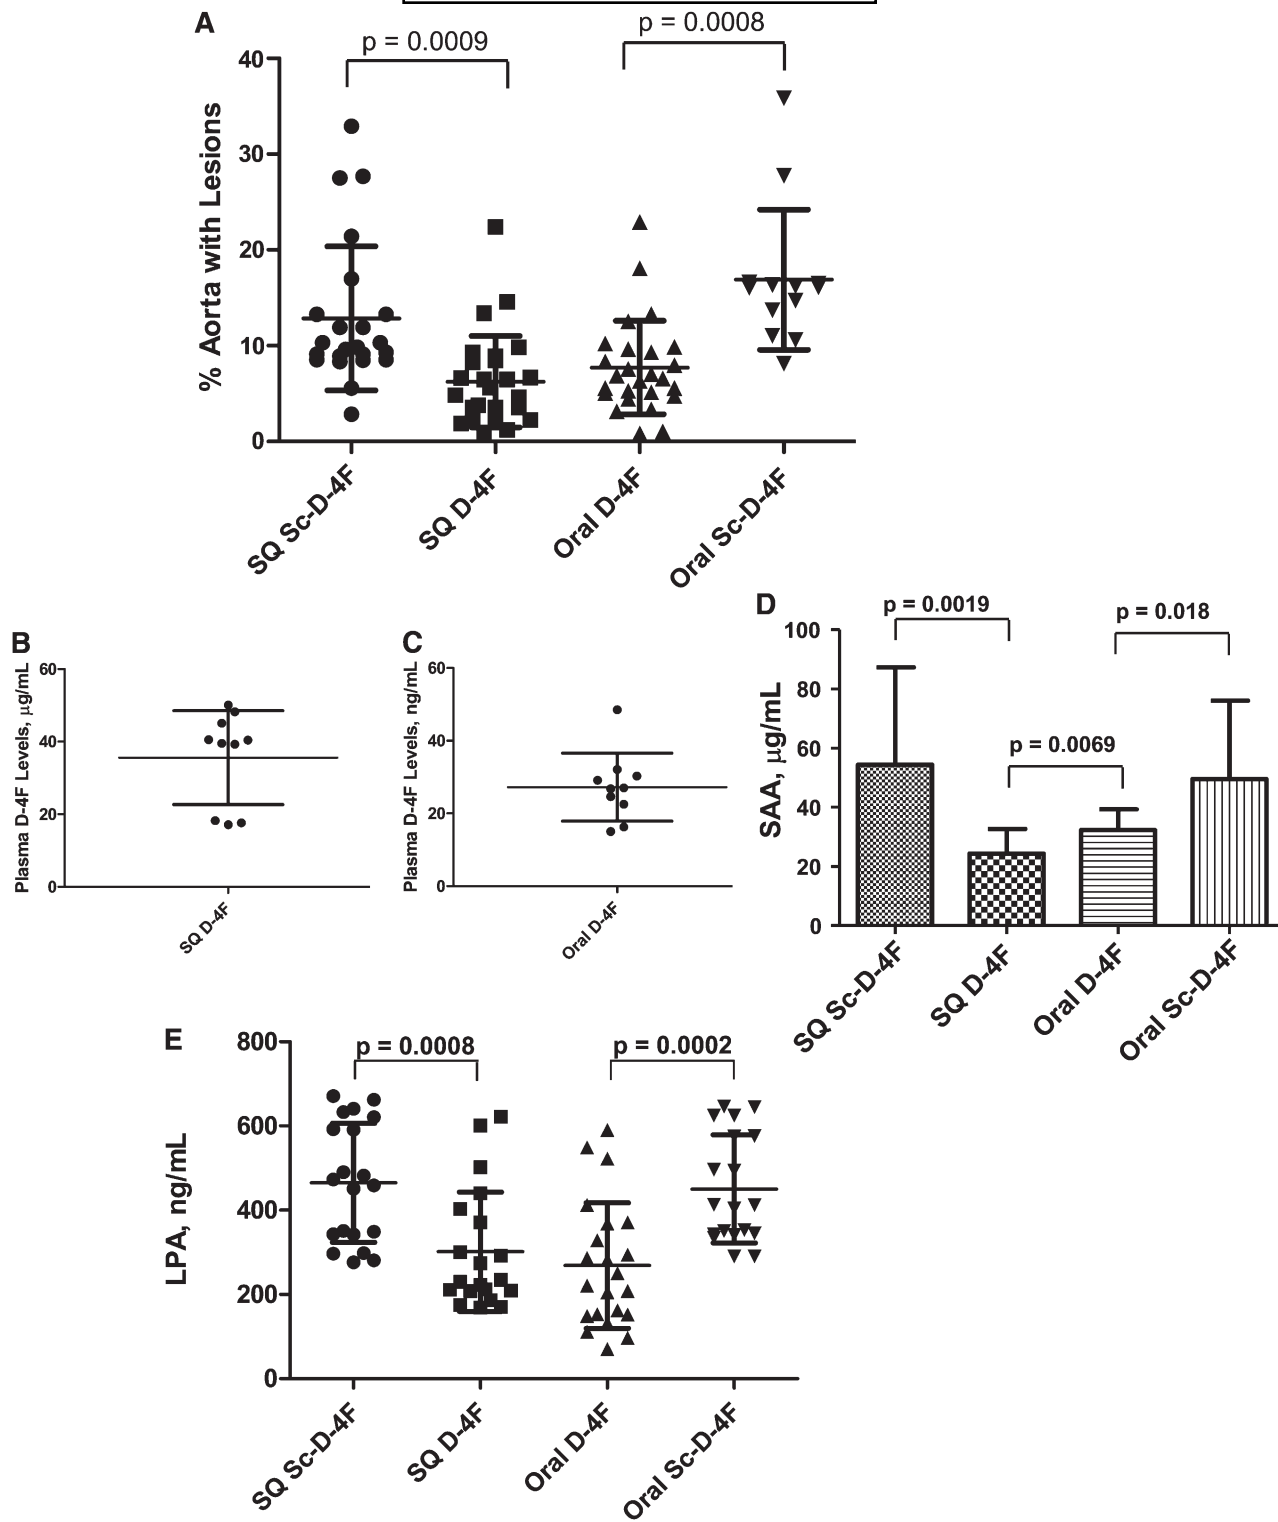 A
p = 0.0009
p = 0.0008
% Aorta with Lesions
40
30
20
10
0
SQ Sc-D-4F
SQ D-4F
Oral D-4F
Oral Sc-D-4F
B
Plasma D-4F Levels, µg/mL
60
40
20
0
SQ D-4F
C
Plasma D-4F Levels, ng/mL
60
40
20
0
Oral D-4F
D
p = 0.0019
p = 0.018
p = 0.0069
SAA, µg/mL
100
80
60
40
20
0
SQ Sc-D-4F
SQ D-4F
Oral D-4F
Oral Sc-D-4F
E
p = 0.0008
p = 0.0002
LPA, ng/mL
800
600
400
200
0
SQ Sc-D-4F
SQ D-4F
Oral D-4F
Oral Sc-D-4F